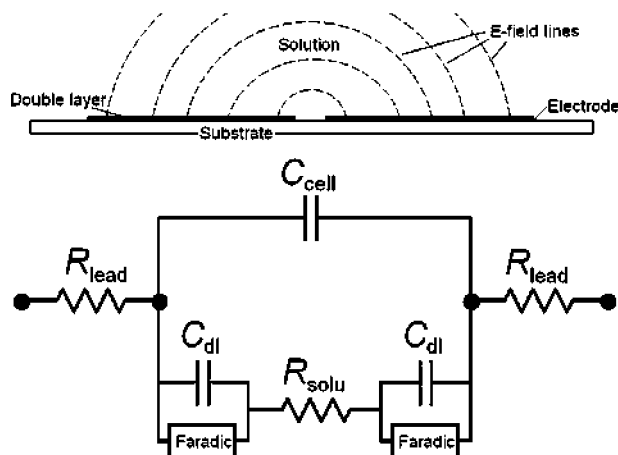 E-field lines
Solution
Double layer
Electrode
Substrate
C_cell
R_lead
R_lead
C_dl
C_dl
R_solu
Faradic
Faradic